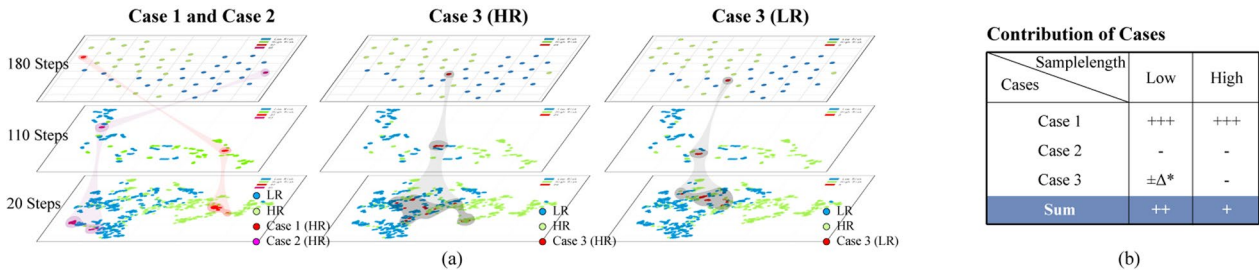 Case 1 and Case 2
Case 3 (HR)
Case 3 (LR)
180 Steps
110 Steps
20 Steps
LR
HR
Case 1 (HR)
Case 2 (HR)
LR
HR
Case 3 (HR)
LR
HR
Case 3 (LR)
(a)
Contribution of Cases
Samplelength
Cases
Low
High
Case 1 +++ +++
Case 2 - -
Case 3 ±Δ* -
Sum ++ +
(b)